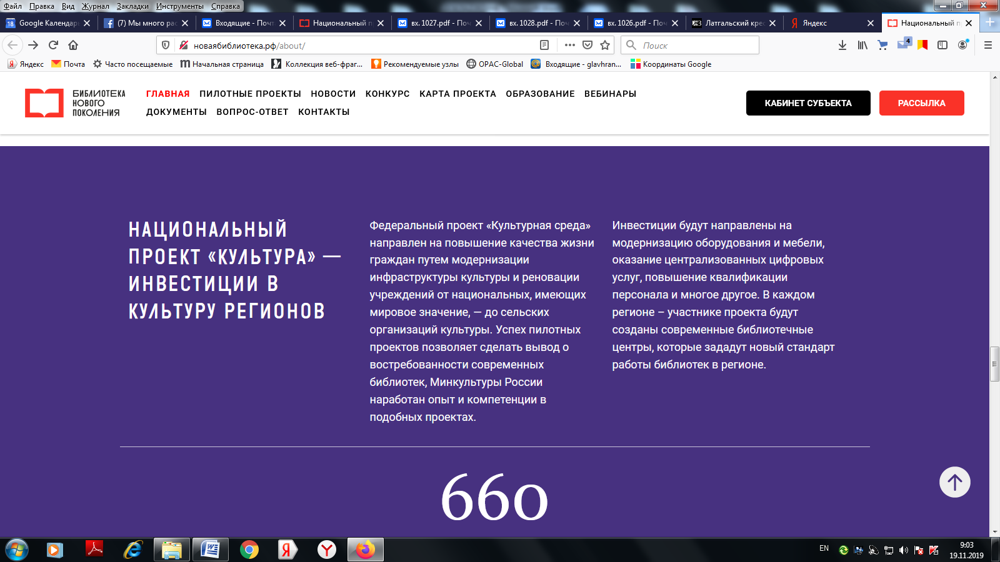 Файл Правка Вид Журнал Закладки Инструменты Справка
Google Календарь
(7) Мы много рас
Входящие - Почт
Национальный п
вх. 1027.pdf - Поч
вх. 1028.pdf - Поч
вх. 1026.pdf - Поч
Латгальский крес
Яндекс
Национальный п
новаябиблиотека.рф/about/
Поиск
4
Яндекс Почта Часто посещаемые Начальная страница Коллекция веб-фраг... Рекомендуемые узлы OPAC-Global Входящие - glavhran... Координаты Google
БИБЛИОТЕКА
НОВОГО
ПОКОЛЕНИЯ
ГЛАВНАЯ ПИЛОТНЫЕ ПРОЕКТЫ НОВОСТИ КОНКУРС КАРТА ПРОЕКТА ОБРАЗОВАНИЕ ВЕБИНАРЫ
ДОКУМЕНТЫ ВОПРОС-ОТВЕТ КОНТАКТЫ
КАБИНЕТ СУБЪЕКТА
РАССЫЛКА
НАЦИОНАЛЬНЫЙ
ПРОЕКТ «КУЛЬТУРА» —
ИНВЕСТИЦИИ В
КУЛЬТУРУ РЕГИОНОВ
Федеральный проект «Культурная среда»
направлен на повышение качества жизни
граждан путем модернизации
инфраструктуры культуры и реновации
учреждений от национальных, имеющих
мировое значение, — до сельских
организаций культуры. Успех пилотных
проектов позволяет сделать вывод о
востребованности современных
библиотек, Минкультуры России
наработан опыт и компетенции в
подобных проектах.
Инвестиции будут направлены на
модернизацию оборудования и мебели,
оказание централизованных цифровых
услуг, повышение квалификации
персонала и многое другое. В каждом
регионе – участнике проекта будут
созданы современные библиотечные
центры, которые зададут новый стандарт
работы библиотек в регионе.
660
EN
9:03
19.11.2019